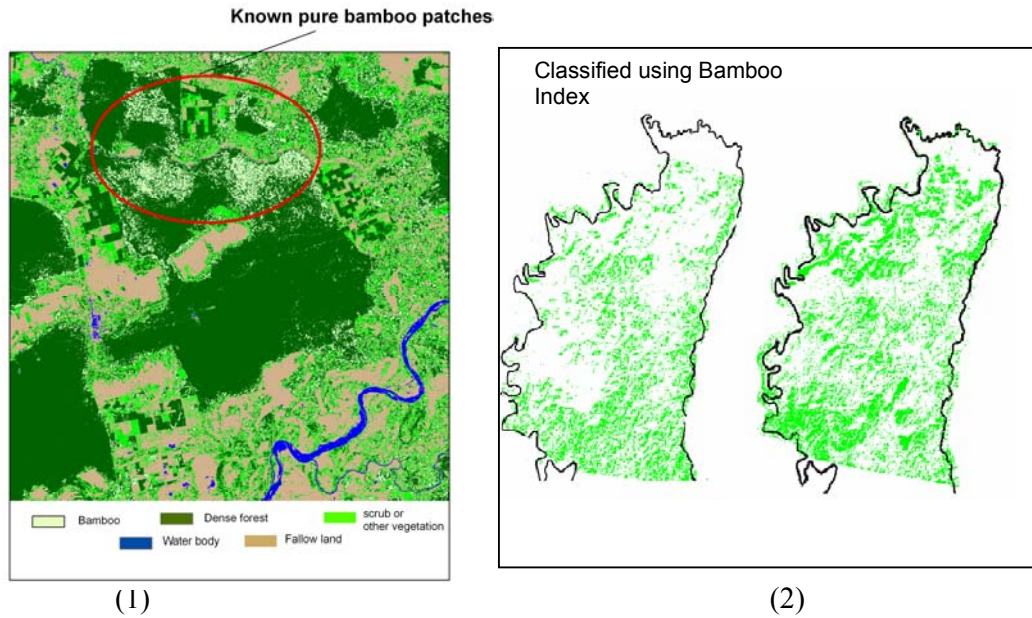 Known pure bamboo patches
Classified using Bamboo
Index
Bamboo
Dense forest
scrub or
other vegetation
Water body
Fallow land
(1)
(2)